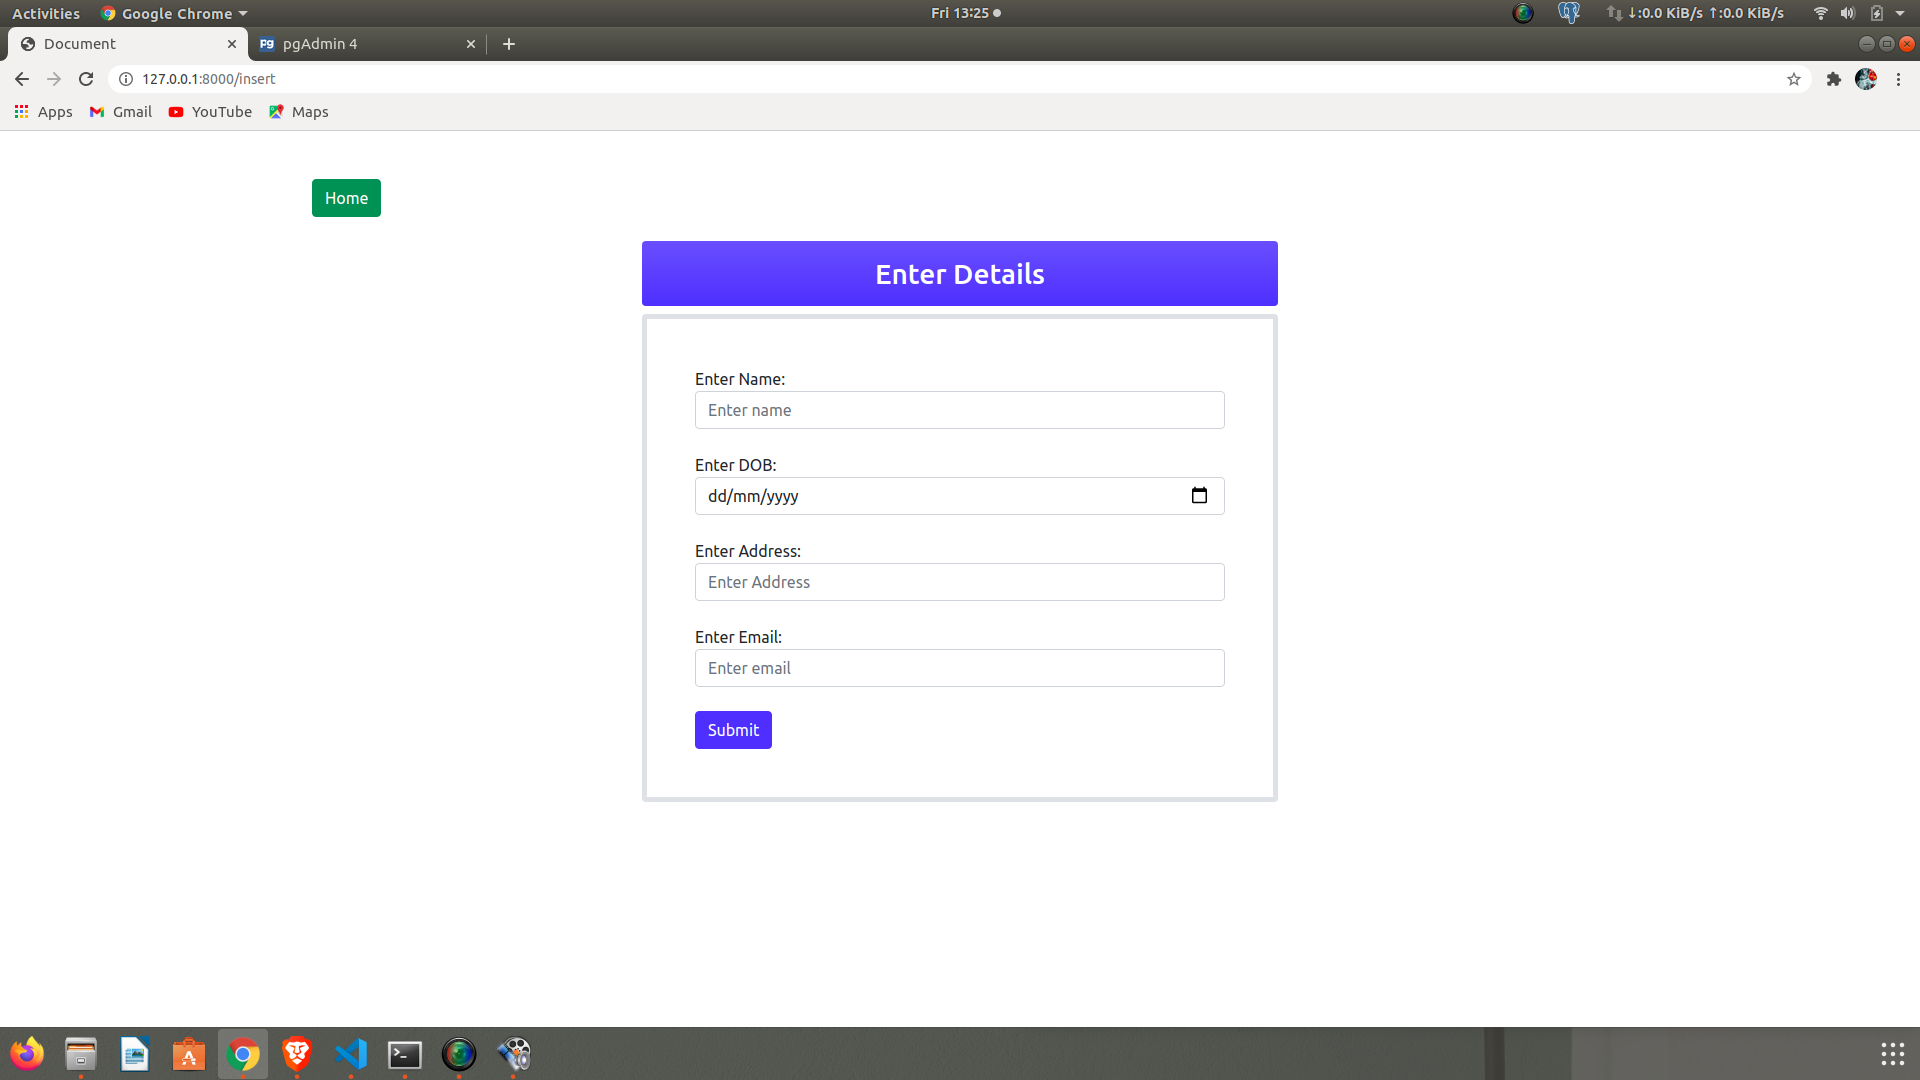 Activities Google Chrome Fri 13:25 ↓:0.0 KiB/s ↑:0.0 KiB/s
Document pgAdmin 4
127.0.0.1:8000/insert
Apps Gmail YouTube Maps
Home
Enter Details
Enter Name:
Enter name
Enter DOB:
dd/mm/yyyy
Enter Address:
Enter Address
Enter Email:
Enter email
Submit